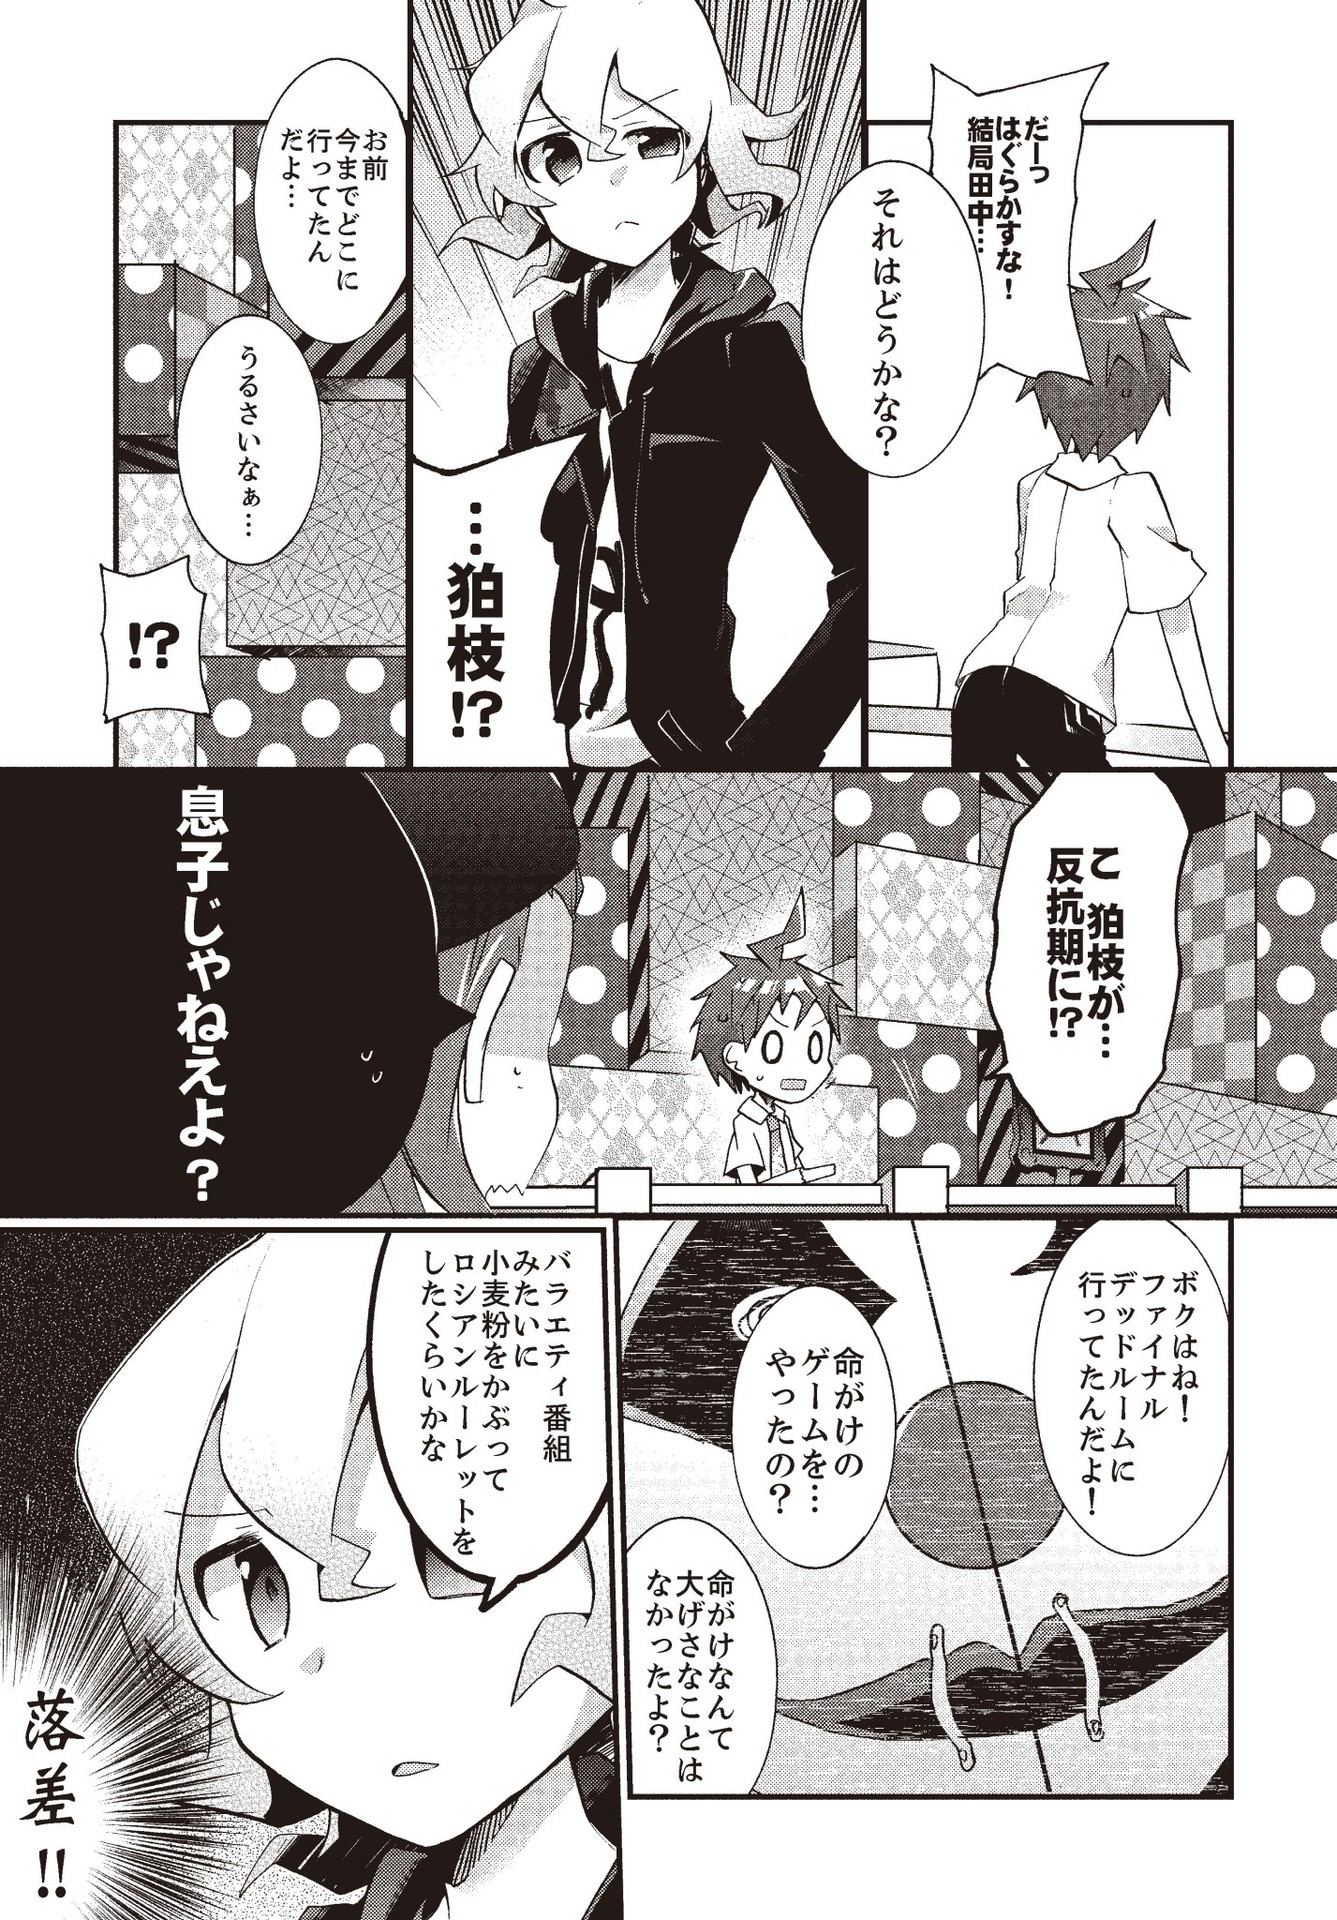 だーっ
はぐらかすな！
結局田中…
それはどうかな？
…狛枝!?
お前
今までどこに
行ってたん
だよ…
うるさいなぁ…
!?
こ 狛枝が…
反抗期に!?
息子じゃねえよ？
ボクはね！
ファイナル
デッドルームに
行ってたんだよ！
命がけの
ゲームを…
やったの？
命がけなんて
大げさなことは
なかったよ？
バラエティ番組
みたいに
小麦粉をかぶって
ロシアンルーレットを
したくらいかな
落差!!